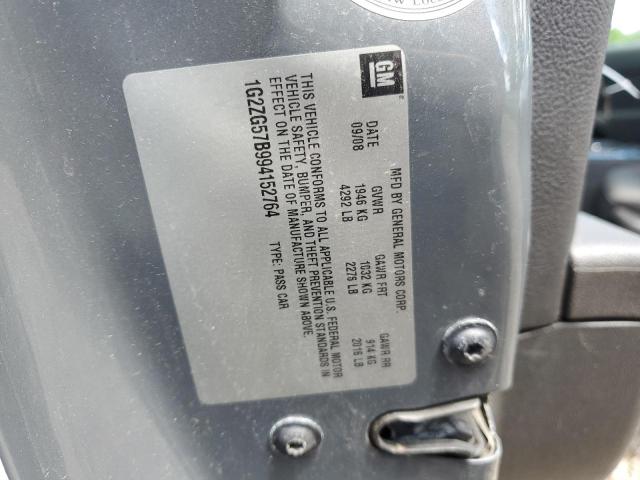 GM
MFD BY GENERAL MOTORS CORP.
DATE GVWR GAWR FRT GAWR RR
09/08 1946 KG 1032 KG 914 KG
4292 LB 2276 LB 2016 LB
THIS VEHICLE CONFORMS TO ALL APPLICABLE U.S. FEDERAL MOTOR
VEHICLE SAFETY, BUMPER, AND THEFT PREVENTION STANDARDS IN
EFFECT ON THE DATE OF MANUFACTURE SHOWN ABOVE.
1G2ZG57B994152764 TYPE: PASS CAR